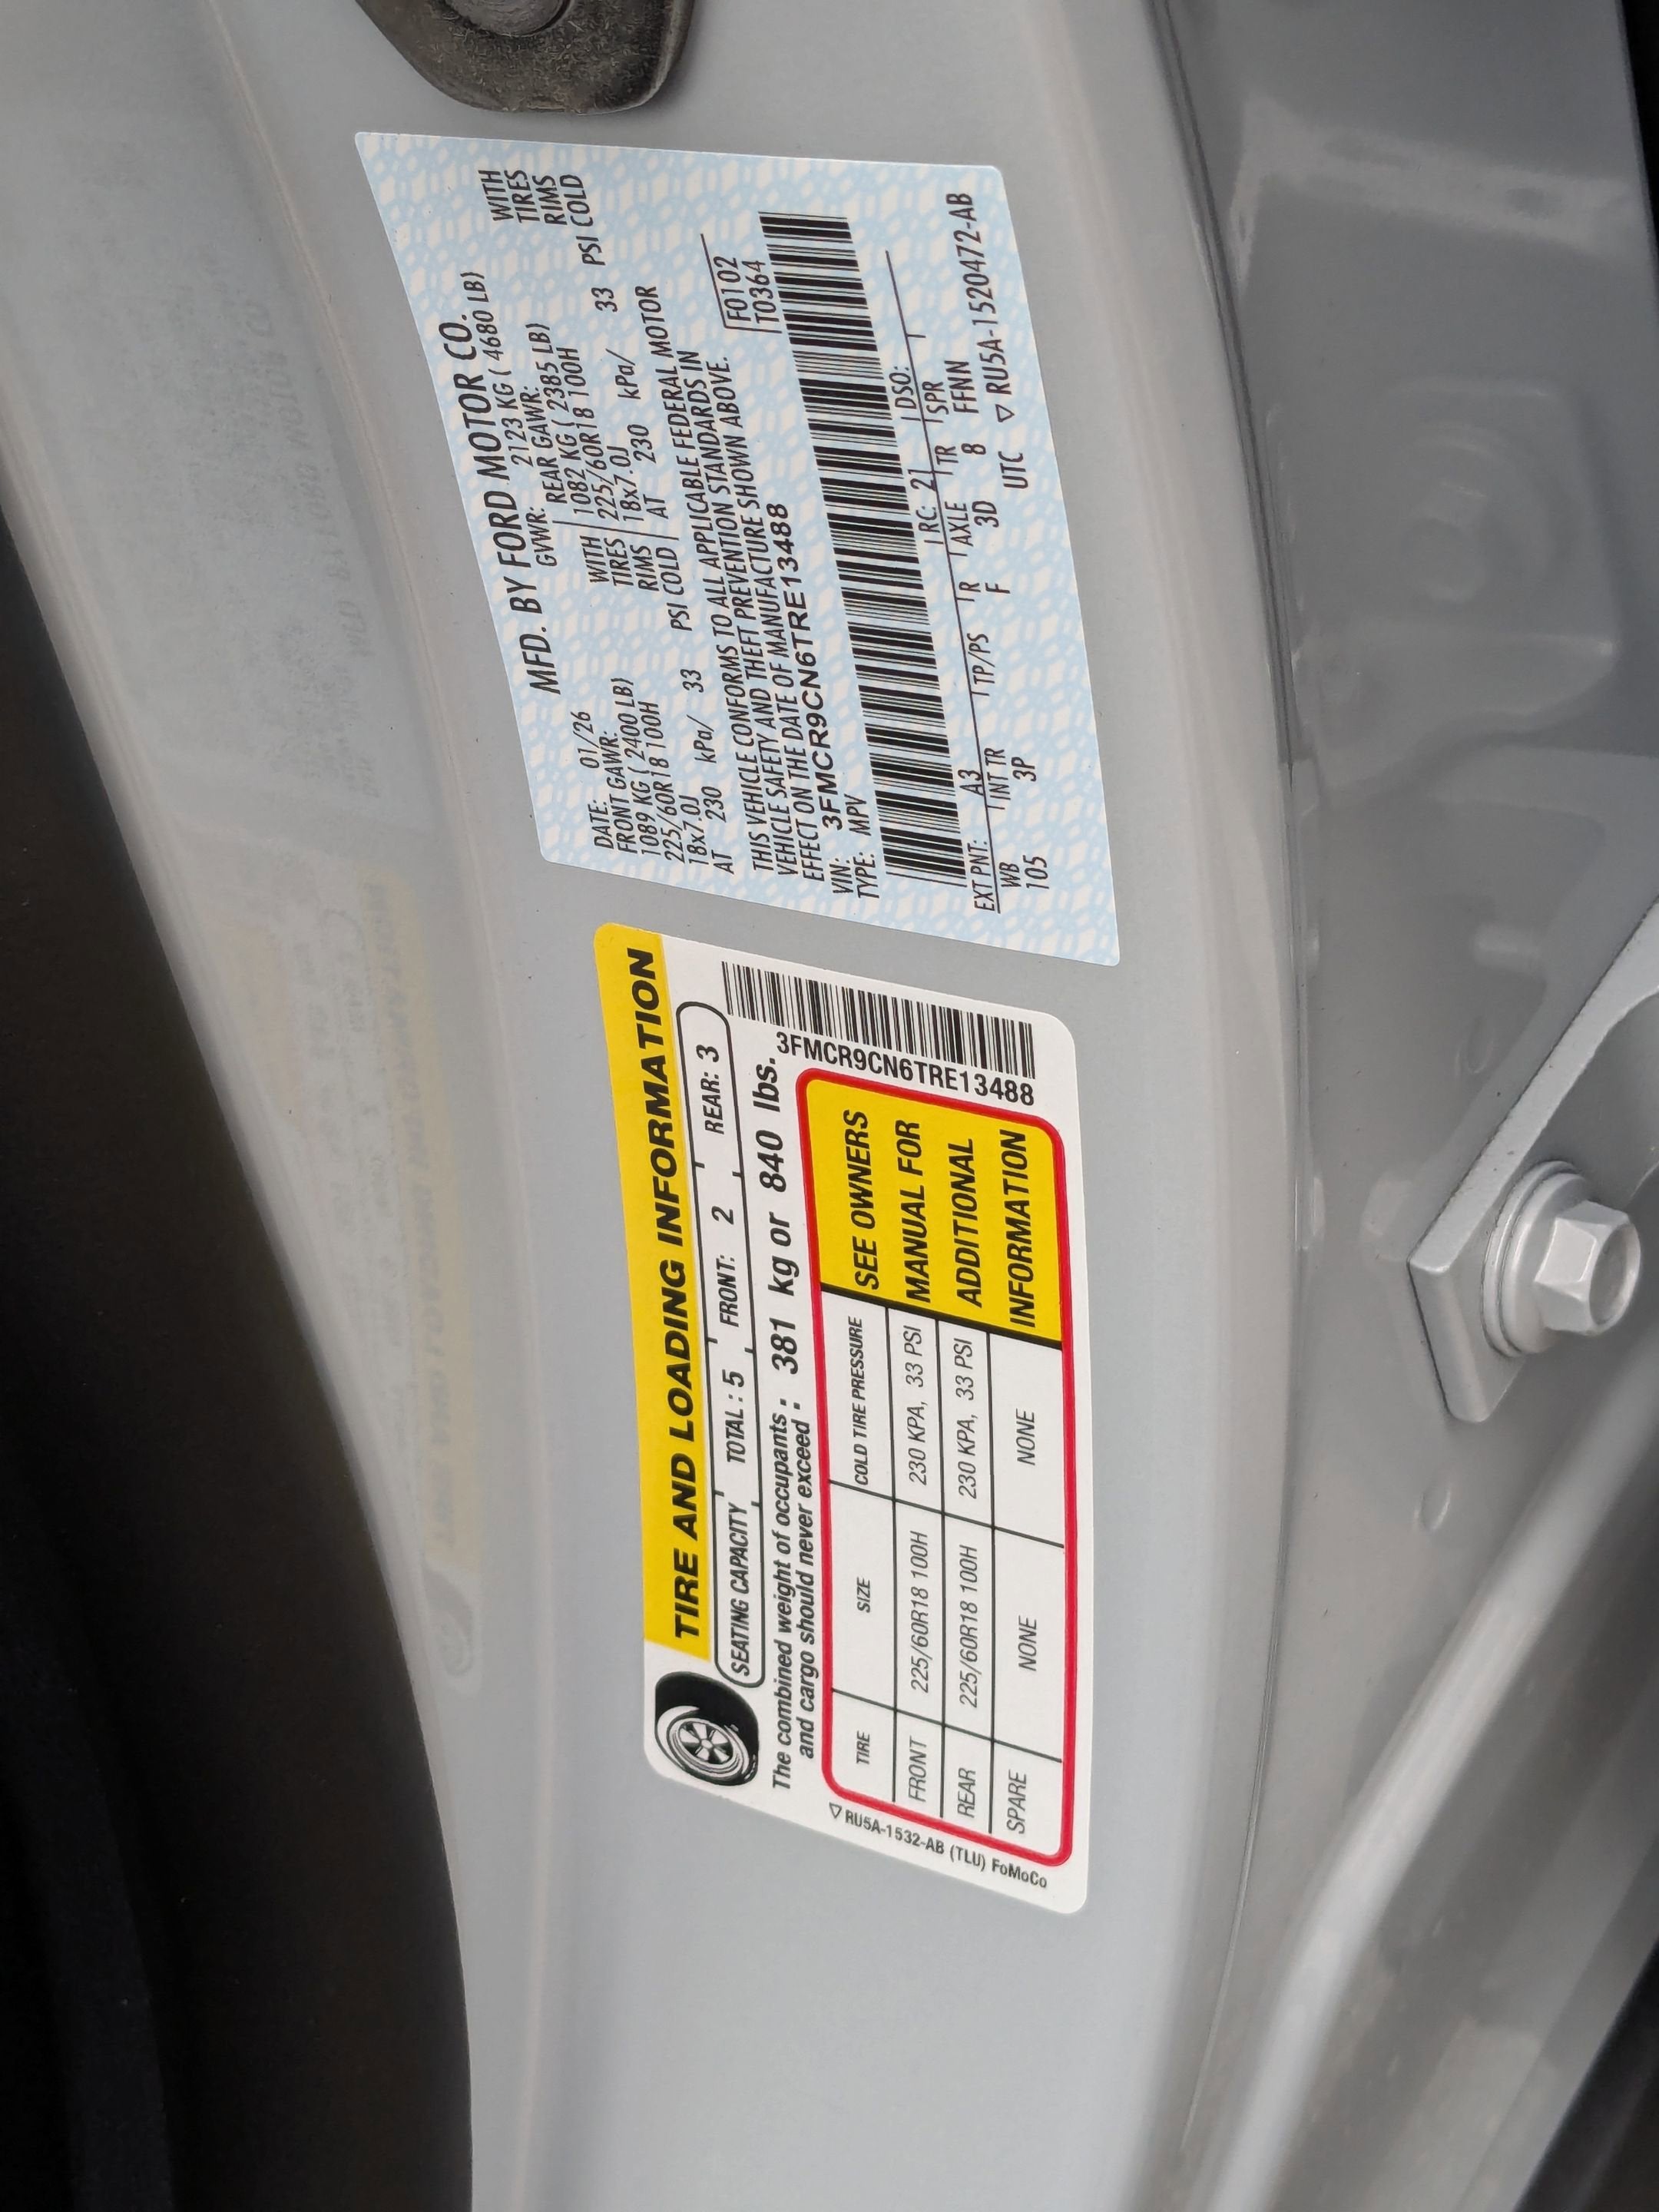 TIRE AND LOADING INFORMATION
SEATING CAPACITY TOTAL : 5 FRONT: 2 REAR: 3
The combined weight of occupants
and cargo should never exceed : 381 kg or 840 lbs.
TIRE SIZE COLD TIRE PRESSURE
FRONT 225/60R18 100H 230 KPA, 33 PSI
REAR 225/60R18 100H 230 KPA, 33 PSI
SPARE NONE NONE
SEE OWNERS
MANUAL FOR
ADDITIONAL
INFORMATION
3FMCR9CN6TRE13488
▽ RU5A-1532-AB (TLU) FoMoCo
MFD. BY FORD MOTOR CO.
DATE: 01/26 GVWR: 2123 KG ( 4680 LB)
FRONT GAWR: REAR GAWR:
1089 KG ( 2400 LB) WITH 1082 KG ( 2385 LB) WITH
225/60R18 100H TIRES 225/60R18 100H TIRES
18x7.0J RIMS 18x7.0J RIMS
AT 230 kPa/ 33 PSI COLD AT 230 kPa/ 33 PSI COLD
THIS VEHICLE CONFORMS TO ALL APPLICABLE FEDERAL MOTOR
VEHICLE SAFETY AND THEFT PREVENTION STANDARDS IN
EFFECT ON THE DATE OF MANUFACTURE SHOWN ABOVE.
VIN: 3FMCR9CN6TRE13488 F0102
TYPE: MPV T0364
EXT PNT: A3 RC: 21 DSO:
WB INT TR TP/PS R AXLE TR SPR
105 3P F 3D 8 FFNN
UTC ▽ RU5A-1520472-AB